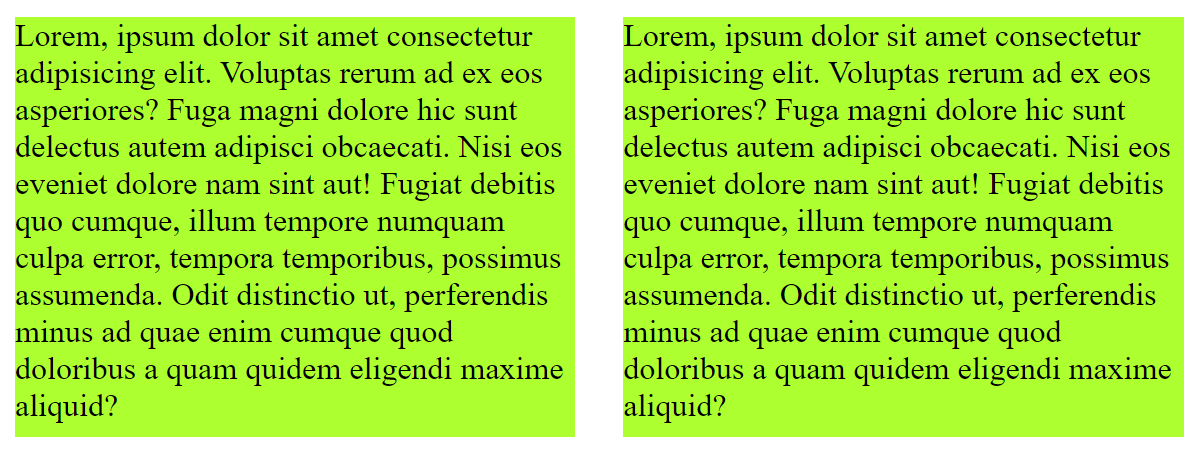 Lorem, ipsum dolor sit amet consectetur
adipisicing elit. Voluptas rerum ad ex eos
asperiores? Fuga magni dolore hic sunt
delectus autem adipisci obcaecati. Nisi eos
eveniet dolore nam sint aut! Fugiat debitis
quo cumque, illum tempore numquam
culpa error, tempora temporibus, possimus
assumenda. Odit distinctio ut, perferendis
minus ad quae enim cumque quod
doloribus a quam quidem eligendi maxime
aliquid?
Lorem, ipsum dolor sit amet consectetur
adipisicing elit. Voluptas rerum ad ex eos
asperiores? Fuga magni dolore hic sunt
delectus autem adipisci obcaecati. Nisi eos
eveniet dolore nam sint aut! Fugiat debitis
quo cumque, illum tempore numquam
culpa error, tempora temporibus, possimus
assumenda. Odit distinctio ut, perferendis
minus ad quae enim cumque quod
doloribus a quam quidem eligendi maxime
aliquid?